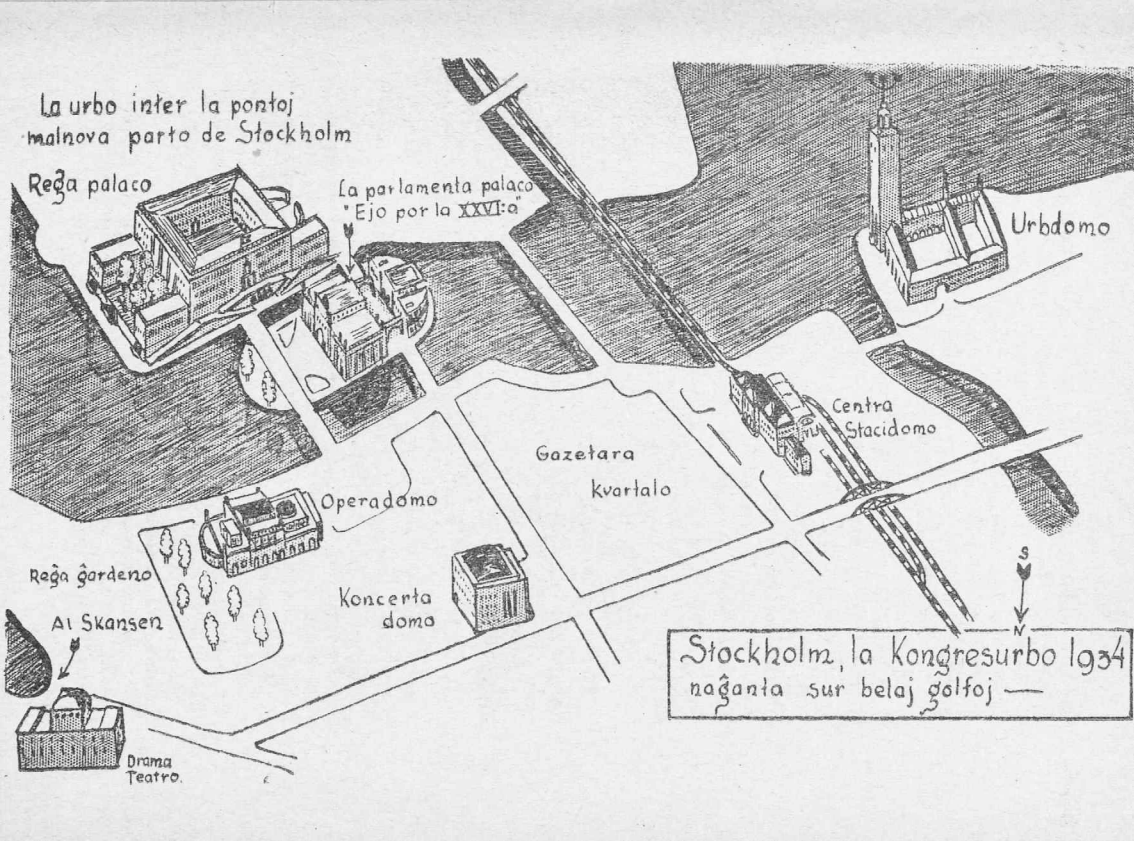 La urbo inter la pontoj
malnova parto de Stockholm
Reĝa palaco
La parlamenta palaco
"Ejo por la XXVI:a"
Urbdomo
Centra
Stacidomo
Gazetara
kvartalo
Operadomo
Reĝa ĝardeno
Koncerta
domo
Al Skansen
Drama
Teatro.
S
N
Stockholm, la Kongresurbo 1934
naĝanta sur belaj golfoj —